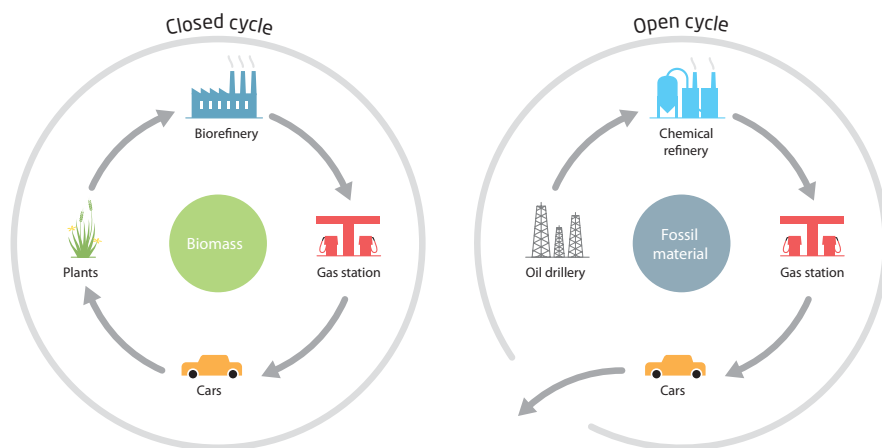 Closed cycle
Biorefinery
Biomass
Plants
Gas station
Cars
Open cycle
Chemical
refinery
Fossil
material
Oil drillery
Gas station
Cars